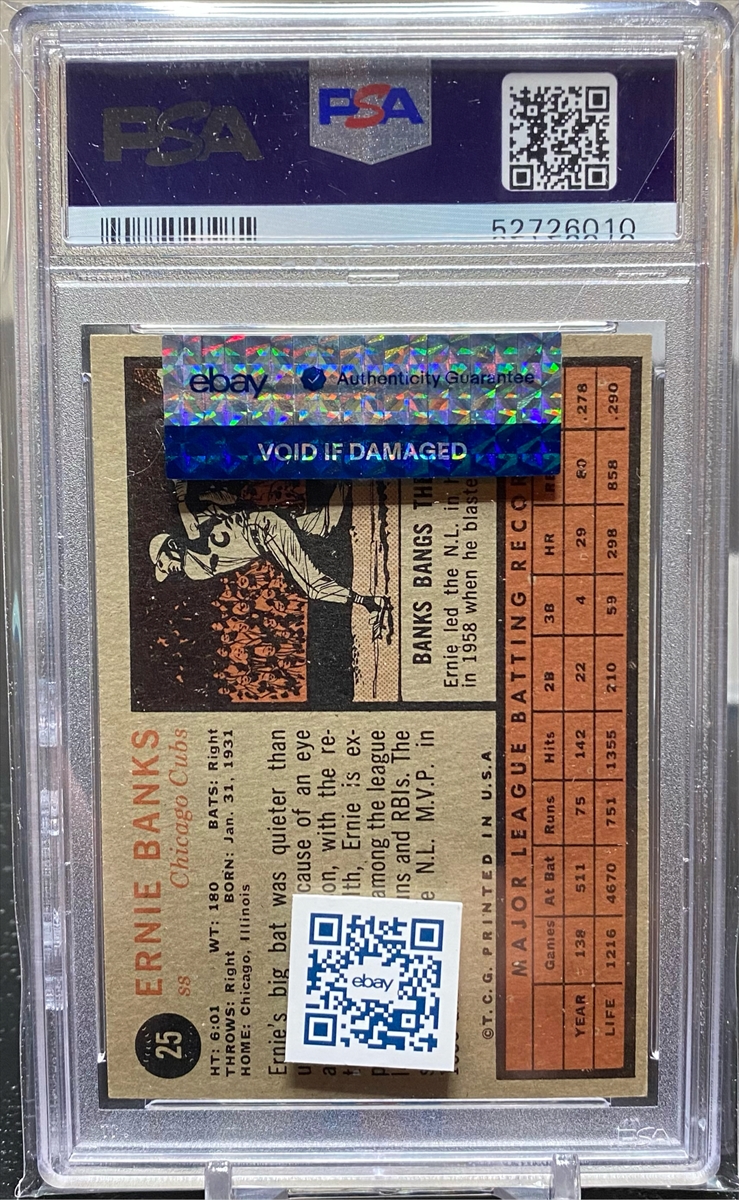 PSA
PSA
52726010
ebay Authenticity Guarantee
VOID IF DAMAGED
25
ERNIE BANKS
ss Chicago Cubs
HT: 6:01 WT: 180 BATS: Right
THROWS: Right BORN: Jan. 31, 1931
HOME: Chicago, Illinois
Ernie's big bat was quieter than
cause of an eye
on, with the re-
Ernie is ex-
among the league
and RBIs. The
N.L. M.V.P. in
ebay
C
BANKS BANGS
Ernie led the N.L. in
in 1958 when he
©T.C.G. PRINTED IN U.S.A.
MAJOR LEAGUE BATTING
Games At Bat Runs Hits 2B 3B HR
YEAR 138 511 75 142 22 4 29 80 .278
LIFE 1216 4670 751 1355 210 59 298 858 .290
PSA